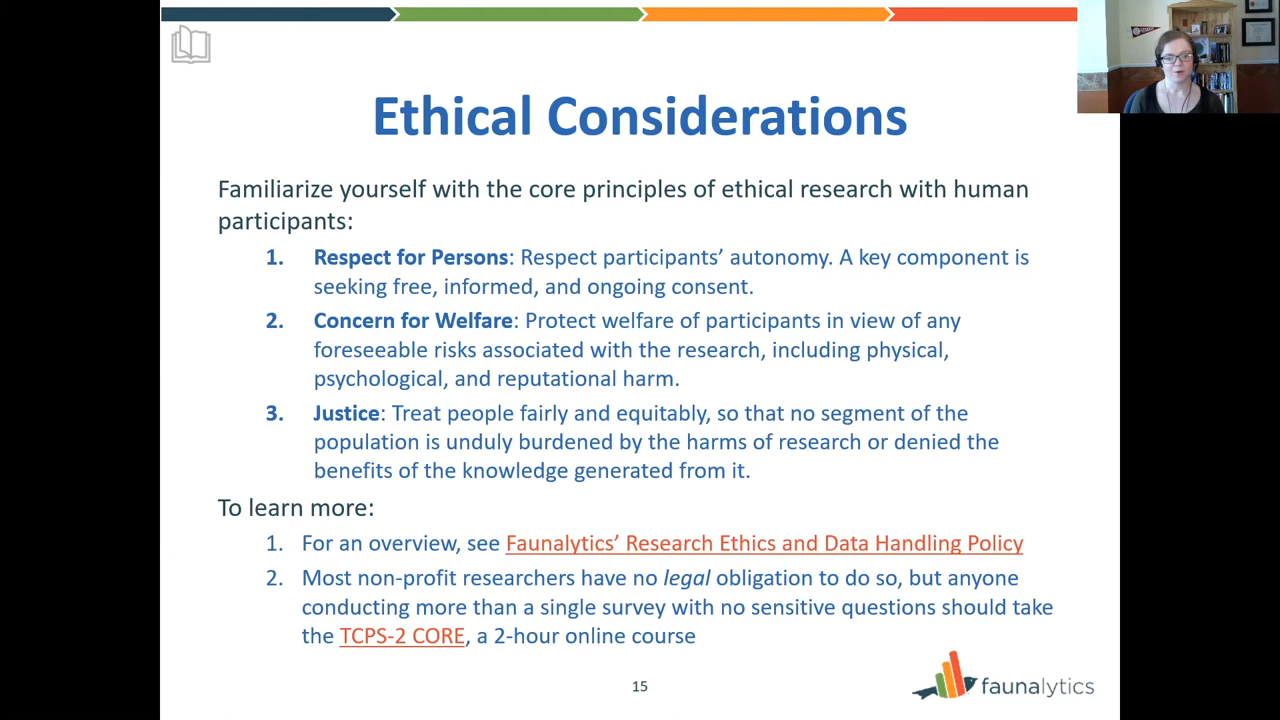 Ethical Considerations
Familiarize yourself with the core principles of ethical research with human
participants:
1. Respect for Persons: Respect participants’ autonomy. A key component is
seeking free, informed, and ongoing consent.
2. Concern for Welfare: Protect welfare of participants in view of any
foreseeable risks associated with the research, including physical,
psychological, and reputational harm.
3. Justice: Treat people fairly and equitably, so that no segment of the
population is unduly burdened by the harms of research or denied the
benefits of the knowledge generated from it.
To learn more:
1. For an overview, see Faunalytics’ Research Ethics and Data Handling Policy
2. Most non-profit researchers have no legal obligation to do so, but anyone
conducting more than a single survey with no sensitive questions should take
the TCPS-2 CORE, a 2-hour online course
15
faunalytics